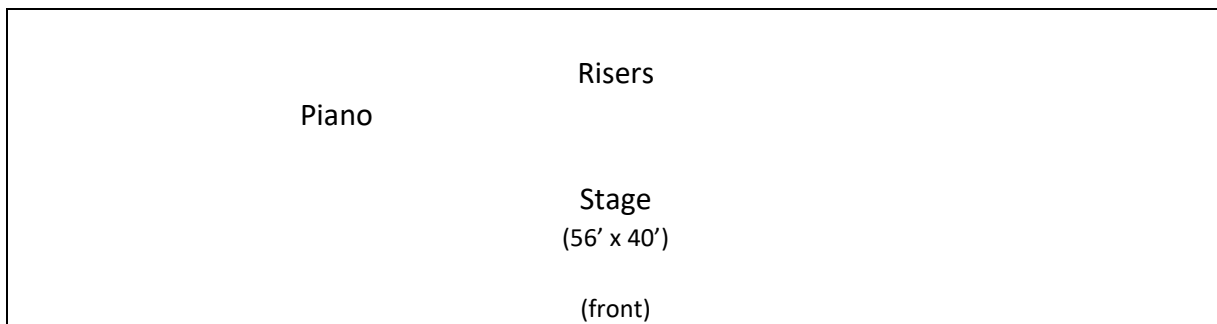 Risers
Piano
Stage
(56’ x 40’)
(front)